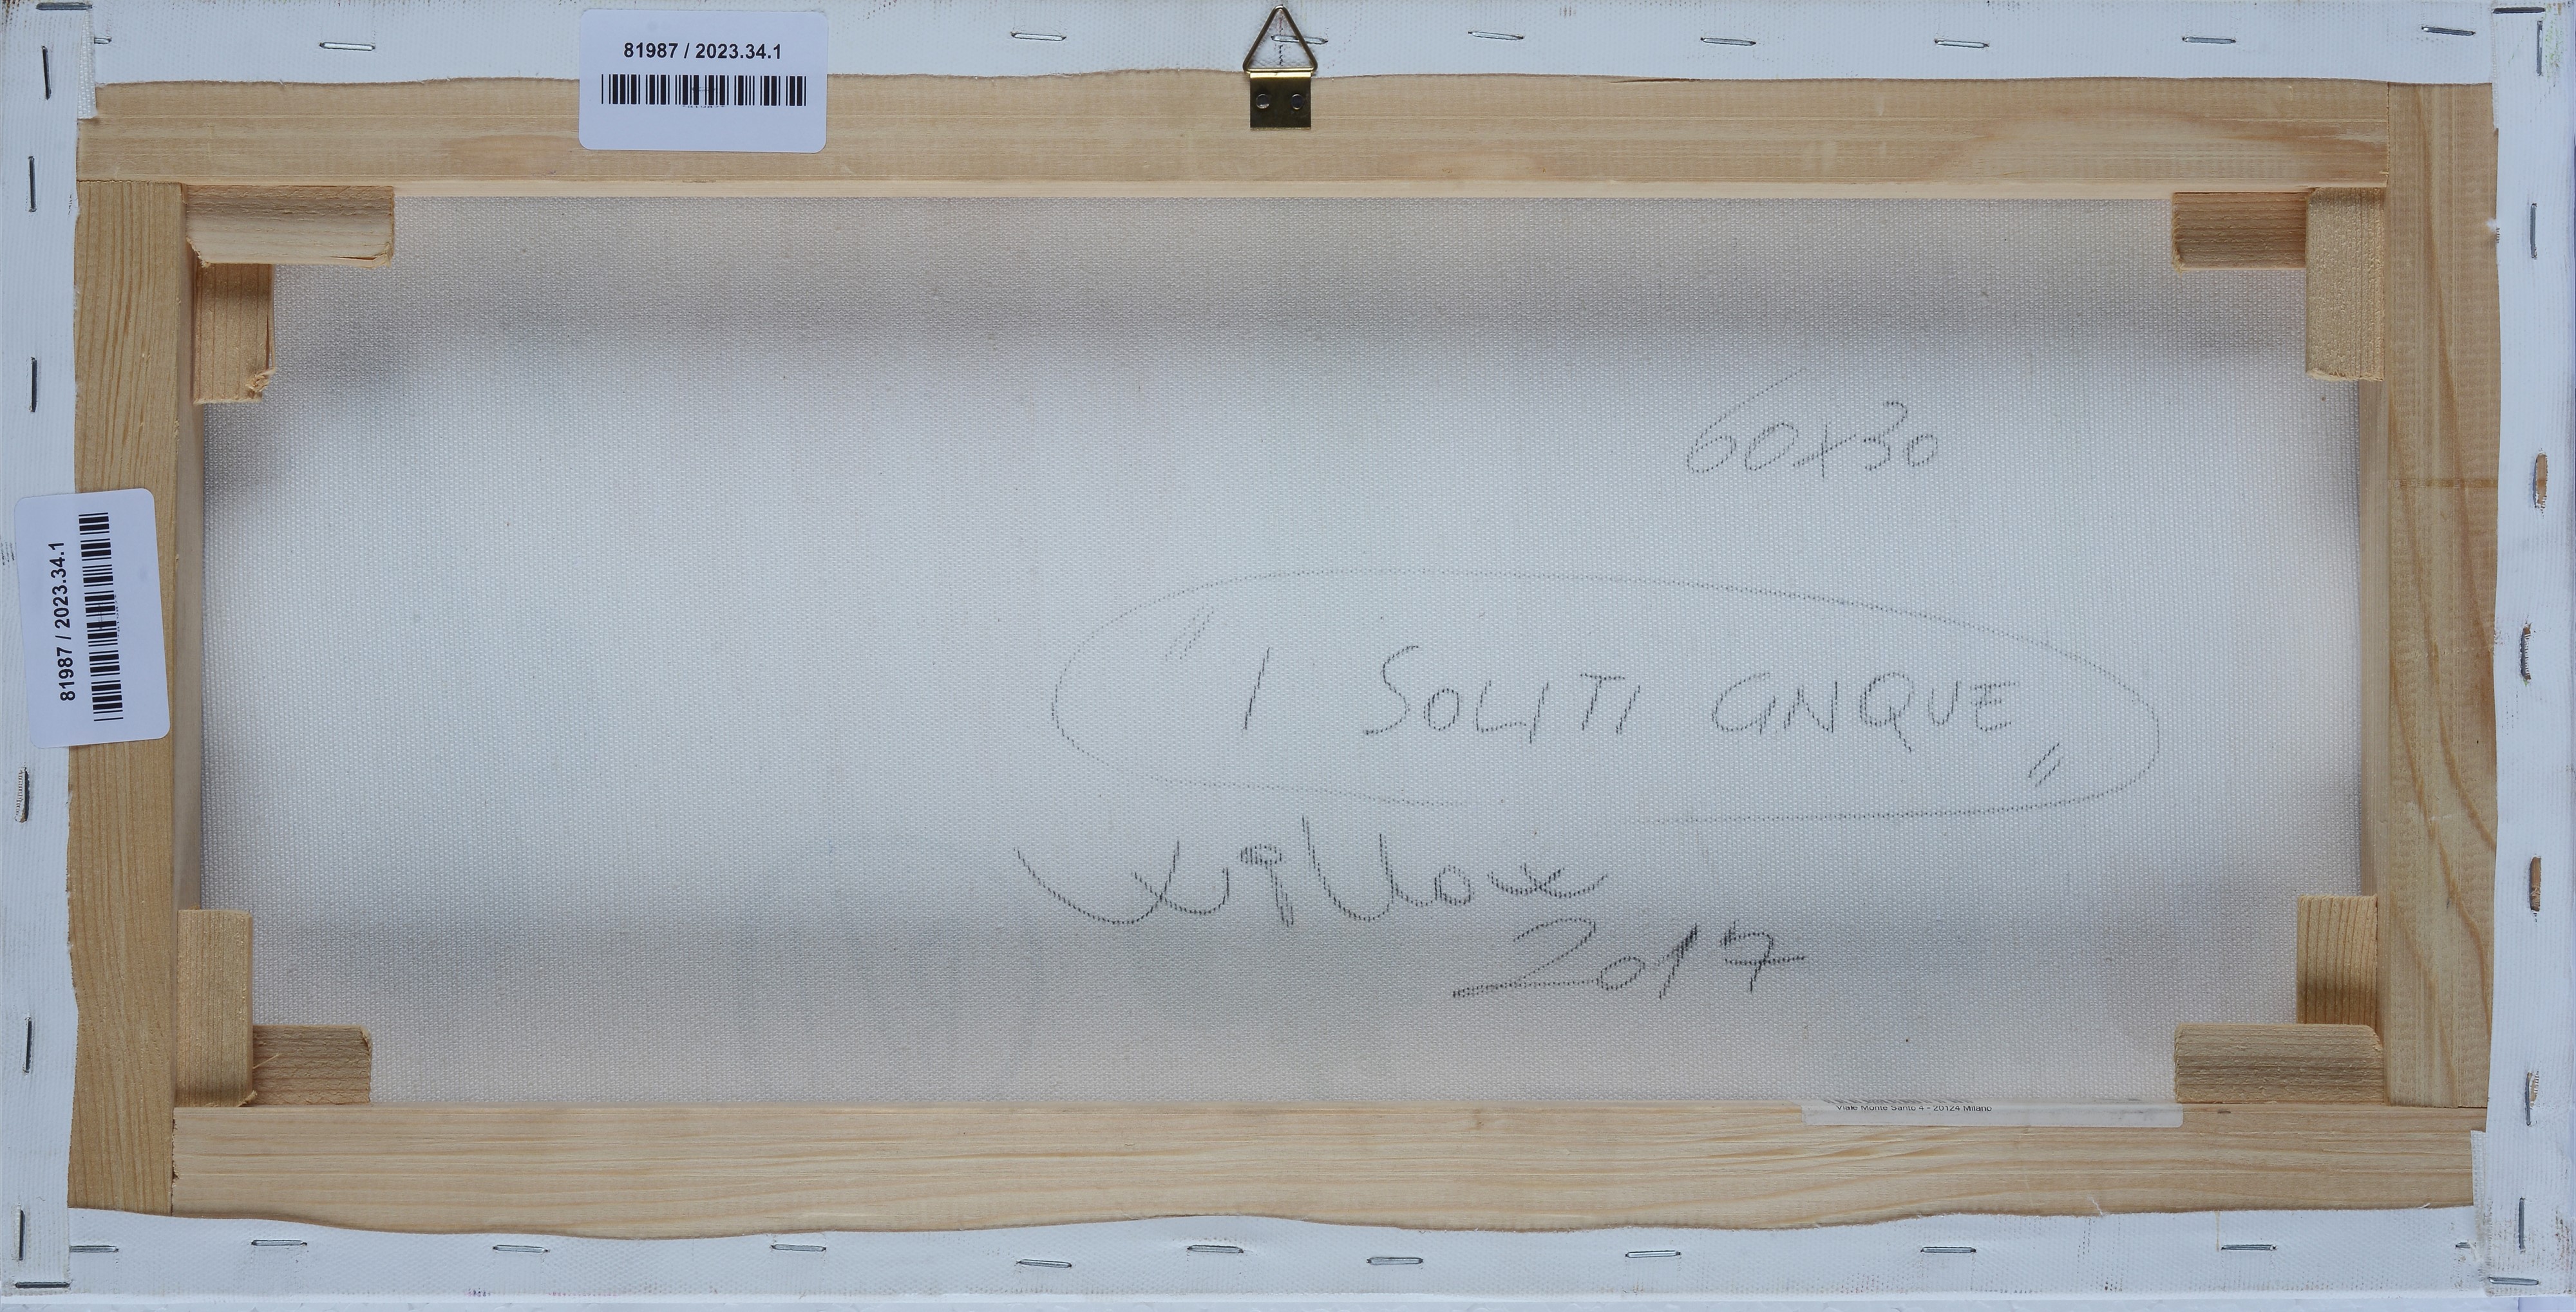 81987 / 2023.34.1
60x30
81987 / 2023.34.1
"I SOLITI CINQUE"
2017
Viale Monte Santo 4 - 20124 Milano